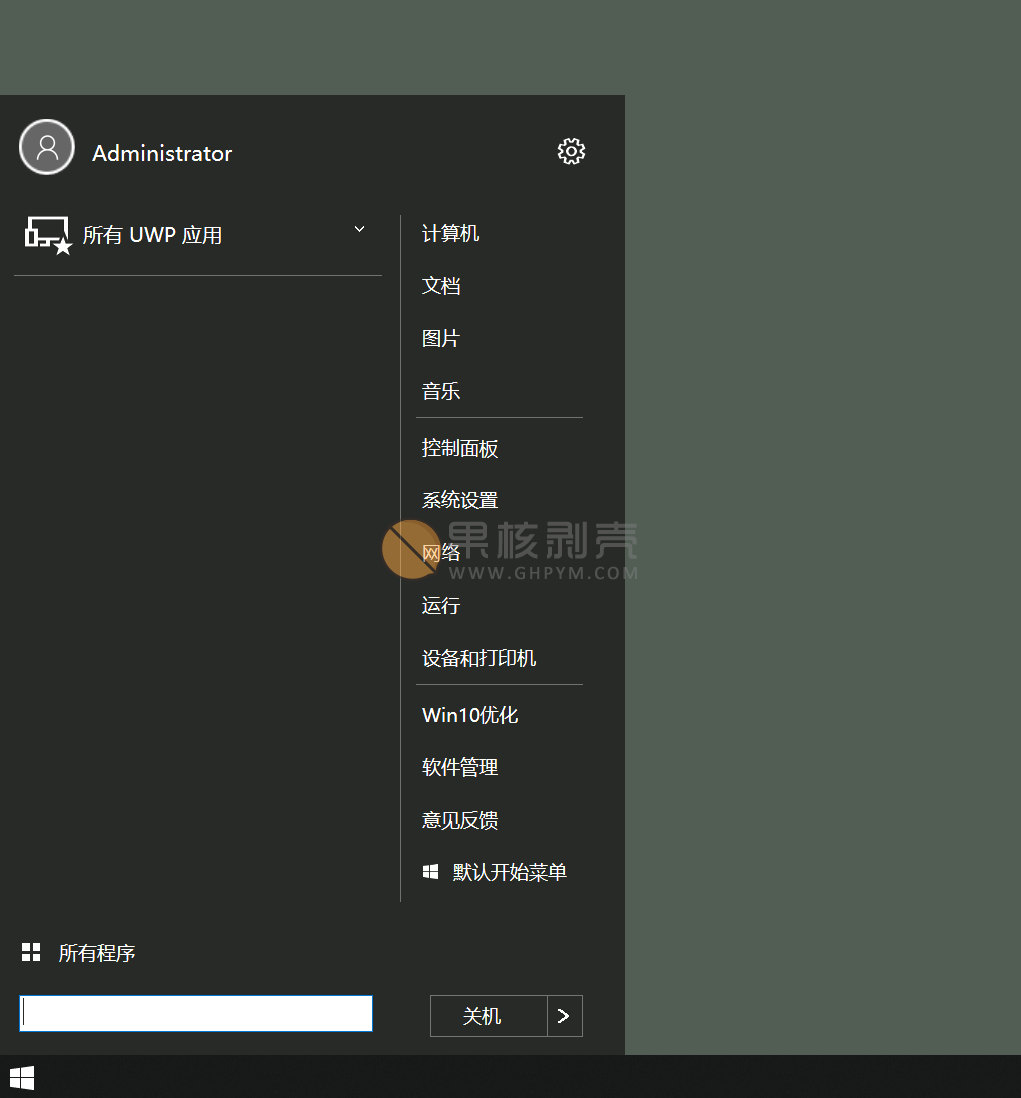 Administrator
所有 UWP 应用
计算机
文档
图片
音乐
控制面板
系统设置
网络
果核剥壳
WWW.GHPYM.COM
运行
设备和打印机
Win10优化
软件管理
意见反馈
默认开始菜单
所有程序
关机